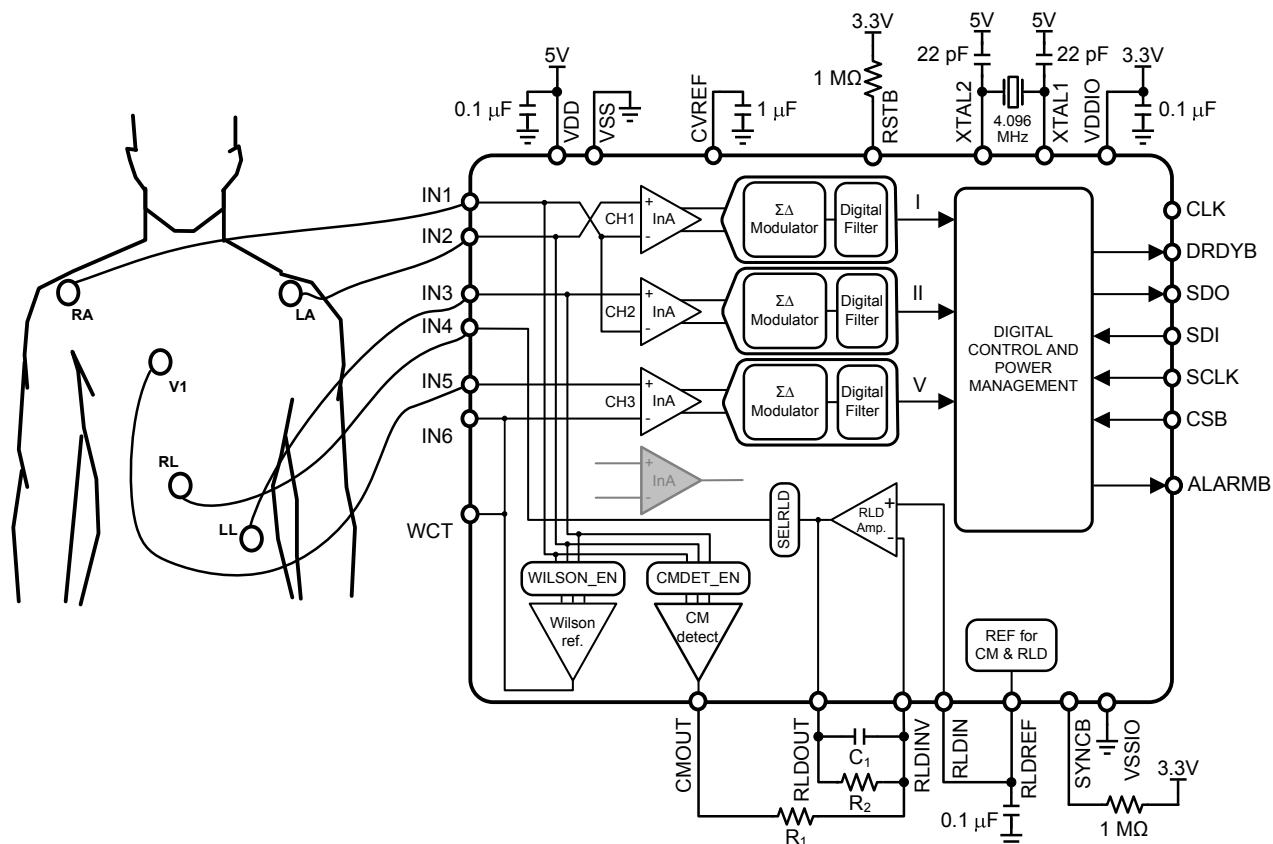 3.3V
5V
5V
22 pF
22 pF
3.3V
5V
1 MΩ
0.1 µF
1 µF
0.1 µF
4.096
MHz
VDD
VSS
CVREF
RSTB
XTAL2
XTAL1
VDDIO
IN1
IN2
IN3
IN4
IN5
IN6
WCT
RA
LA
V1
RL
LL
CH1
+
-
InA
ΣΔ
Modulator
Digital
Filter
I
CH2
+
-
InA
ΣΔ
Modulator
Digital
Filter
II
CH3
+
-
InA
ΣΔ
Modulator
Digital
Filter
V
+
-
InA
DIGITAL
CONTROL AND
POWER
MANAGEMENT
CLK
DRDYB
SDO
SDI
SCLK
CSB
ALARMB
SELRLD
RLD
Amp.
+
-
WILSON_EN
CMDET_EN
Wilson
ref.
CM
detect
REF for
CM & RLD
CMOUT
RLDOUT
RLDINV
RLDIN
RLDREF
SYNCB
VSSIO
C1
R2
R1
0.1 µF
3.3V
1 MΩ